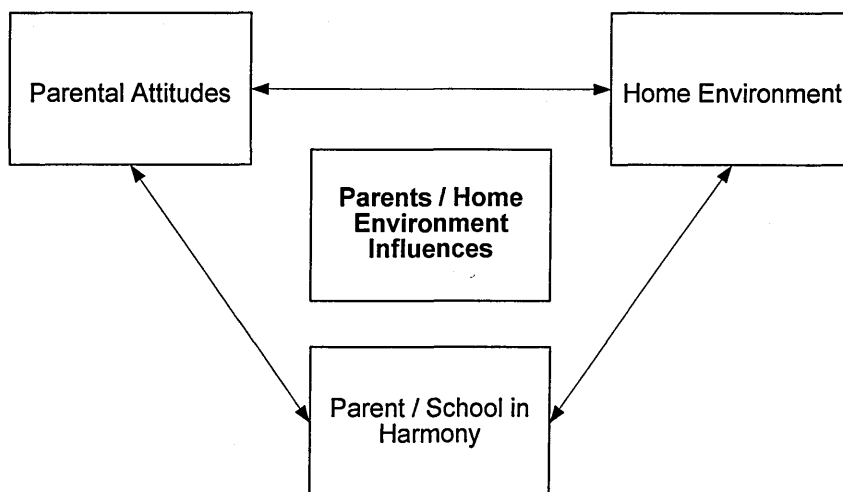 Parental Attitudes
Home Environment
Parents / Home
Environment
Influences
Parent / School in
Harmony